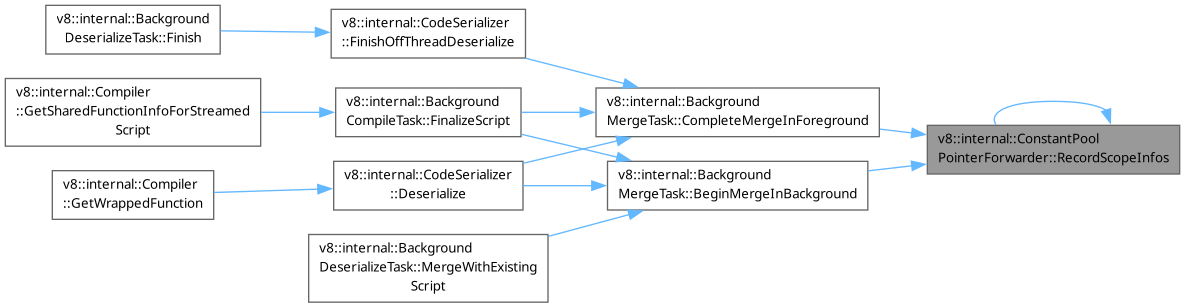 v8::internal::Background
DeserializeTask::Finish
v8::internal::CodeSerializer
::FinishOffThreadDeserialize
v8::internal::Compiler
::GetSharedFunctionInfoForStreamed
Script
v8::internal::Background
CompileTask::FinalizeScript
v8::internal::Background
MergeTask::CompleteMergeInForeground
v8::internal::ConstantPool
PointerForwarder::RecordScopeInfos
v8::internal::Compiler
::GetWrappedFunction
v8::internal::CodeSerializer
::Deserialize
v8::internal::Background
MergeTask::BeginMergeInBackground
v8::internal::Background
DeserializeTask::MergeWithExisting
Script